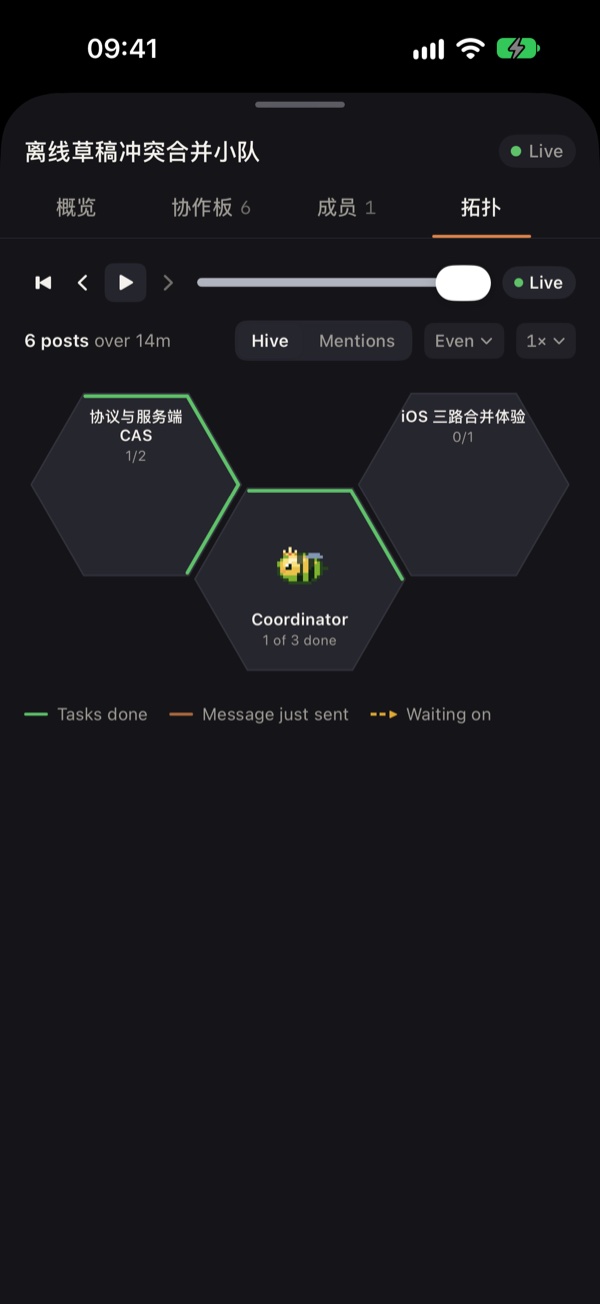 09:41
离线草稿冲突合并小队
Live
概览
协作板 6
成员 1
拓扑
Live
6 posts over 14m
Hive
Mentions
Even
1×
协议与服务端
CAS
1/2
iOS 三路合并体验
0/1
Coordinator
1 of 3 done
Tasks done
Message just sent
Waiting on